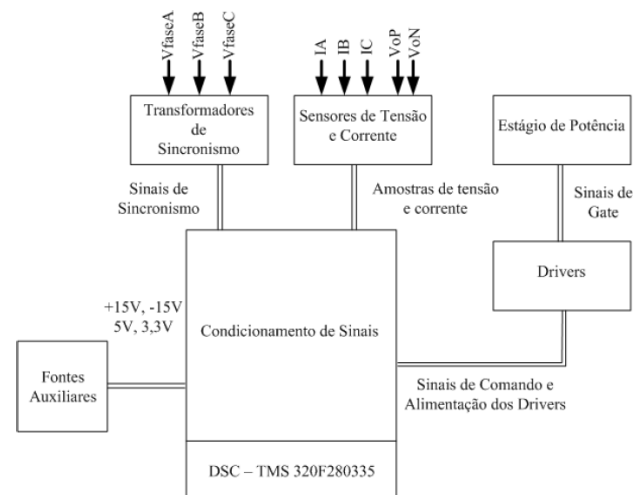 VfaseA
VfaseB
VfaseC
IA
IB
IC
VoP
VoN
Transformadores
de
Sincronismo
Sensores de Tensão
e Corrente
Estágio de Potência
Sinais de
Sincronismo
Amostras de tensão
e corrente
Sinais de
Gate
Drivers
+15V, -15V
5V, 3,3V
Condicionamento de Sinais
Fontes
Auxiliares
Sinais de Comando e
Alimentação dos Drivers
DSC – TMS 320F280335